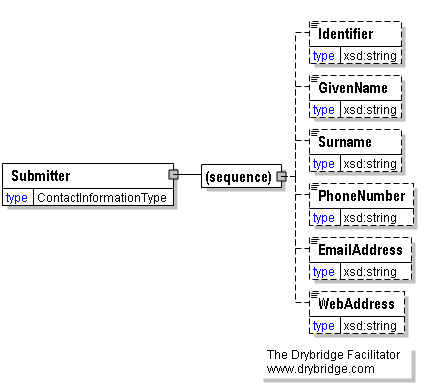 Identifier
type xsd:string
GivenName
type xsd:string
Surname
type xsd:string
Submitter
type ContactInformationType
(sequence)
PhoneNumber
type xsd:string
EmailAddress
type xsd:string
WebAddress
type xsd:string
The Drybridge Facilitator
www.drybridge.com